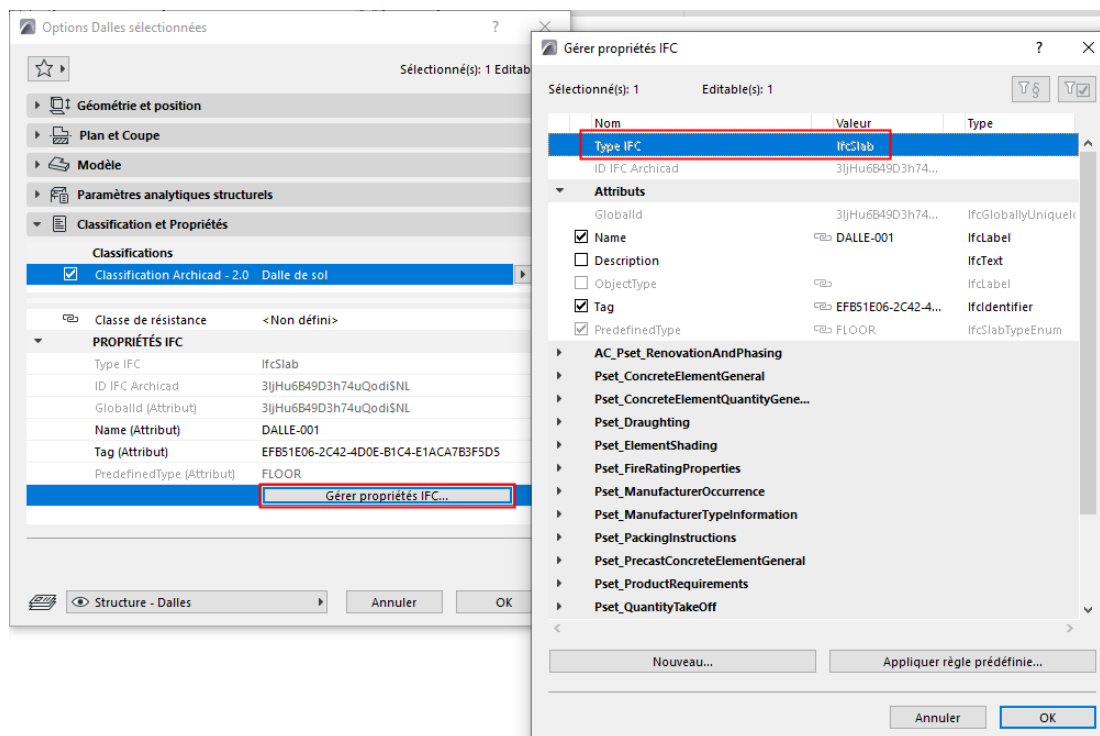 Options Dalles sélectionnées ?
Sélectionné(s): 1 Editab
Géométrie et position
Plan et Coupe
Modèle
Paramètres analytiques structurels
Classification et Propriétés
Classifications
Classification Archicad - 2.0 Dalle de sol
Classe de résistance <Non défini>
PROPRIÉTÉS IFC
Type IFC IfcSlab
ID IFC Archicad 3IjHu6B49D3h74uQodi$NL
GlobalId (Attribut) 3IjHu6B49D3h74uQodi$NL
Name (Attribut) DALLE-001
Tag (Attribut) EFB51E06-2C42-4D0E-B1C4-E1ACA7B3F5D5
PredefinedType (Attribut) FLOOR
Gérer propriétés IFC...
Structure - Dalles Annuler OK
Gérer propriétés IFC ?
Sélectionné(s): 1 Editable(s): 1
Nom Valeur Type
Type IFC IfcSlab
ID IFC Archicad 3IjHu6B49D3h74...
Attributs
GlobalId 3IjHu6B49D3h74... IfcGloballyUniqueIc
Name DALLE-001 IfcLabel
Description IfcText
ObjectType IfcLabel
Tag EFB51E06-2C42-4... IfcIdentifier
PredefinedType FLOOR IfcSlabTypeEnum
AC_Pset_RenovationAndPhasing
Pset_ConcreteElementGeneral
Pset_ConcreteElementQuantityGene...
Pset_Draughting
Pset_ElementShading
Pset_FireRatingProperties
Pset_ManufacturerOccurrence
Pset_ManufacturerTypeInformation
Pset_PackingInstructions
Pset_PrecastConcreteElementGeneral
Pset_ProductRequirements
Pset_QuantityTakeOff
Nouveau... Appliquer règle prédéfinie...
Annuler OK